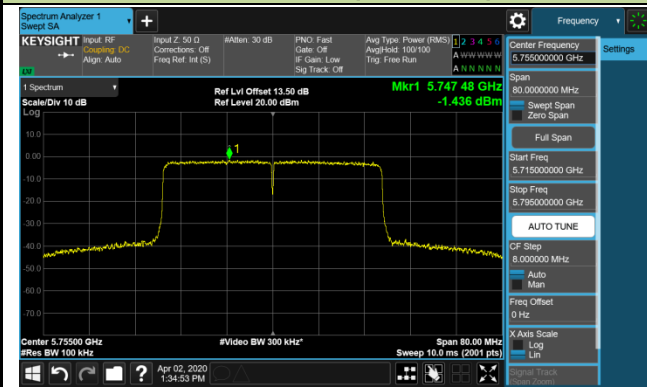 Spectrum Analyzer 1
Swept SA
Frequency
KEYSIGHT
Input: RF
Coupling: DC
Align: Auto
Input Z: 50 Ω
Corrections: Off
Freq Ref: Int (S)
#Atten: 30 dB
PNO: Fast
Gate: Off
IF Gain: Low
Sig Track: Off
Avg Type: Power (RMS)
Avg|Hold: 100/100
Trig: Free Run
1 2 3 4 5 6
A W W W W W
A N N N N N
LXI
1 Spectrum
Scale/Div 10 dB
Ref Lvl Offset 13.50 dB
Ref Level 20.00 dBm
Mkr1 5.747 48 GHz
-1.436 dBm
Log
10.0
0.00
-10.0
-20.0
-30.0
-40.0
-50.0
-60.0
-70.0
1
Center 5.75500 GHz
#Res BW 100 kHz
#Video BW 300 kHz*
Span 80.00 MHz
Sweep 10.0 ms (2001 pts)
Apr 02, 2020
1:34:53 PM
Center Frequency
5.755000000 GHz
Settings
Span
80.0000000 MHz
Swept Span
Zero Span
Full Span
Start Freq
5.715000000 GHz
Stop Freq
5.795000000 GHz
AUTO TUNE
CF Step
8.000000 MHz
Auto
Man
Freq Offset
0 Hz
X Axis Scale
Log
Lin
Signal Track
(Span Zoom)